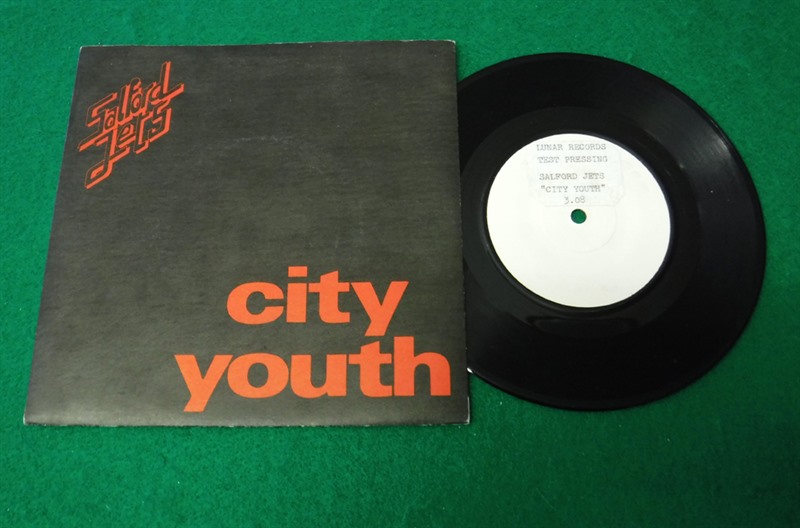 Salford
Jets
city
youth
LUNAR RECORDS
TEST PRESSING
SALFORD JETS
"CITY YOUTH"
3.08